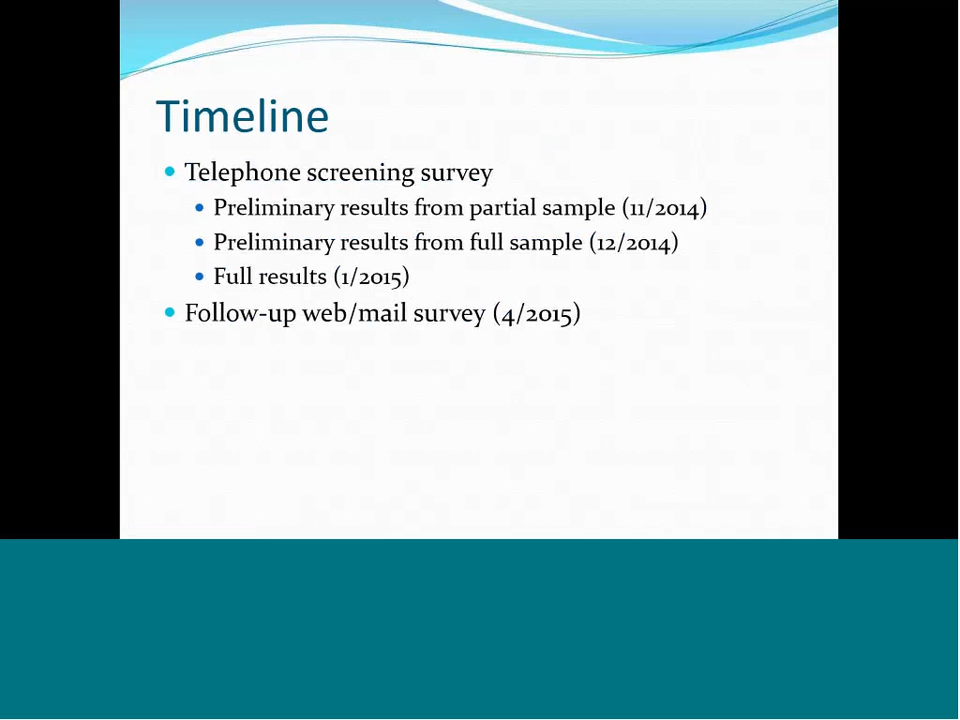 Timeline
Telephone screening survey
Preliminary results from partial sample (11/2014)
Preliminary results from full sample (12/2014)
Full results (1/2015)
Follow-up web/mail survey (4/2015)